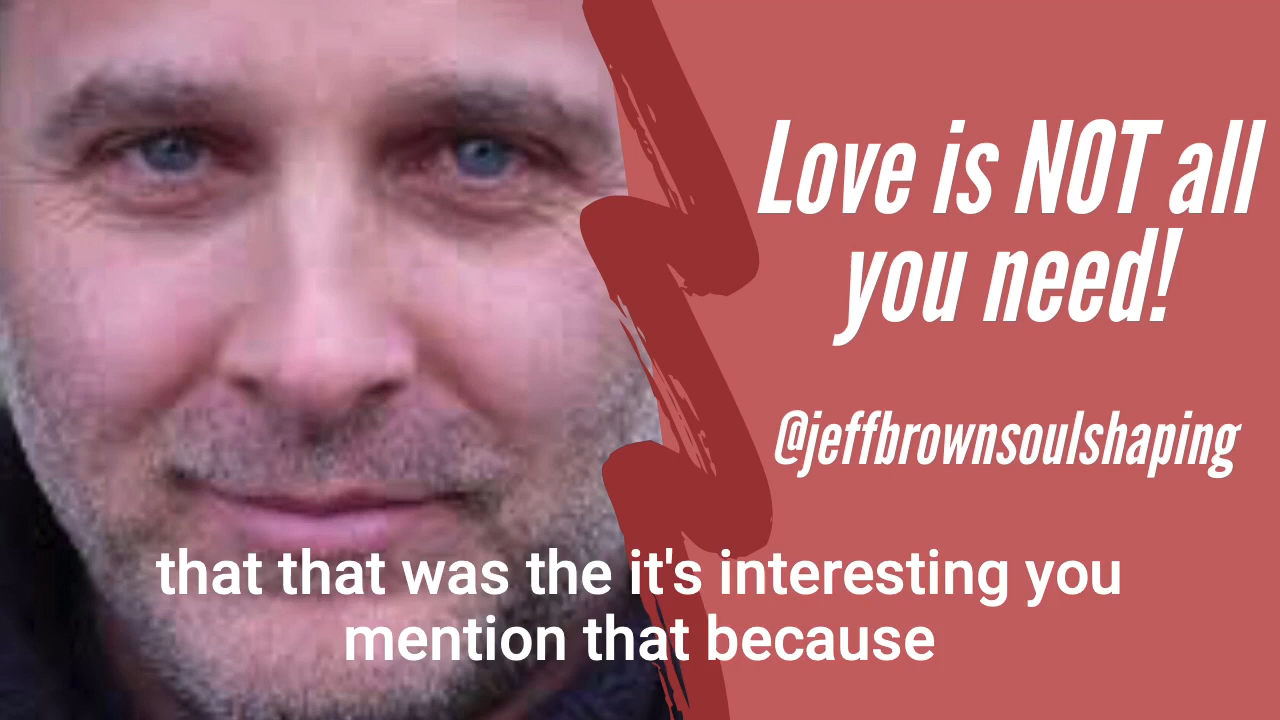 Love is NOT all
you need!
@jeffbrownsoulshaping
that that was the it's interesting you
mention that because